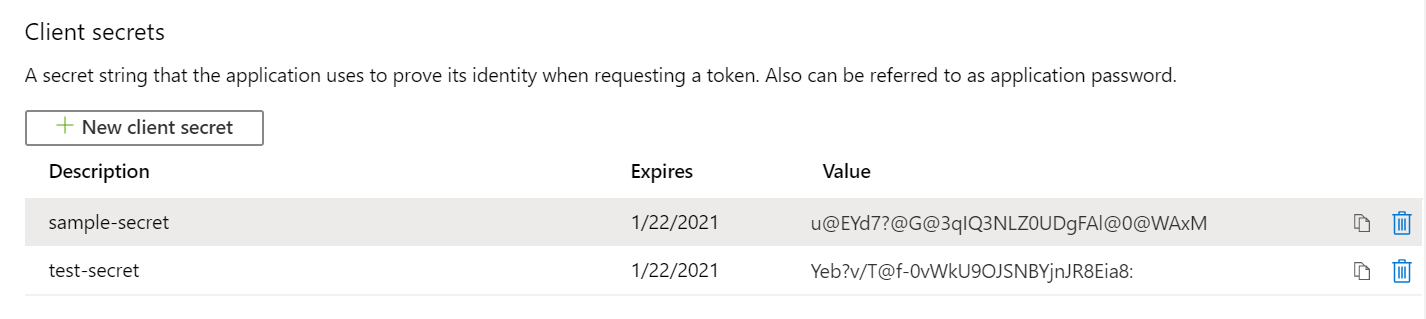 Client secrets
A secret string that the application uses to prove its identity when requesting a token. Also can be referred to as application password.
+ New client secret
Description Expires Value
sample-secret 1/22/2021 u@EYd7?@G@3qIQ3NLZ0UDgFAl@0@WAxM
test-secret 1/22/2021 Yeb?v/T@f-0vWkU9OJSNBYjnJR8Eia8: